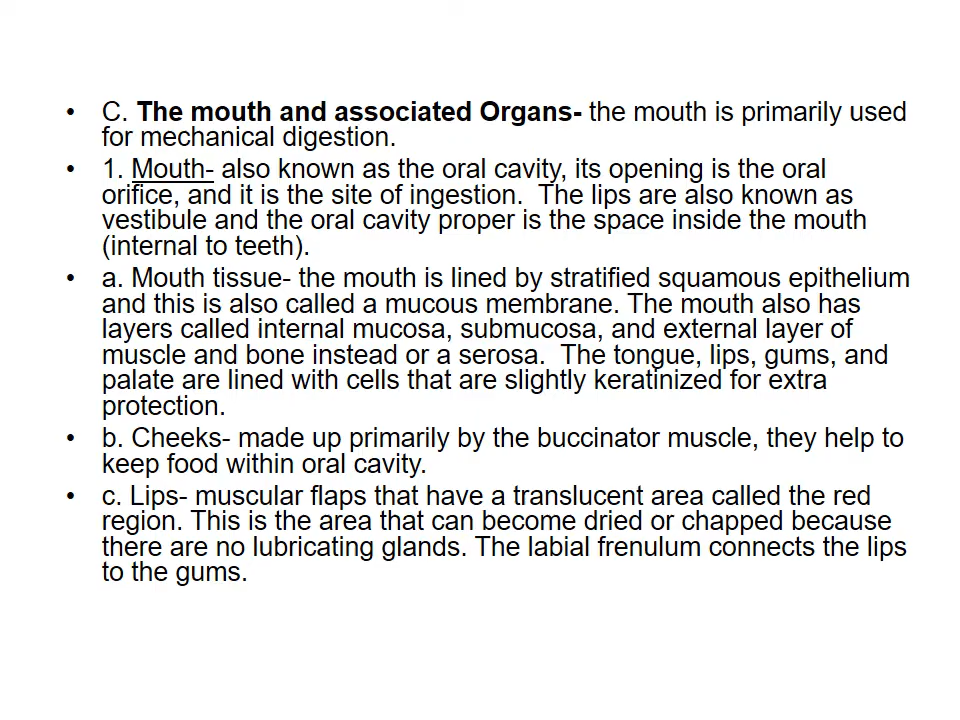 • C. The mouth and associated Organs- the mouth is primarily used
for mechanical digestion.
• 1. Mouth- also known as the oral cavity, its opening is the oral
orifice, and it is the site of ingestion.  The lips are also known as
vestibule and the oral cavity proper is the space inside the mouth
(internal to teeth).
• a. Mouth tissue- the mouth is lined by stratified squamous epithelium
and this is also called a mucous membrane. The mouth also has
layers called internal mucosa, submucosa, and external layer of
muscle and bone instead or a serosa.  The tongue, lips, gums, and
palate are lined with cells that are slightly keratinized for extra
protection.
• b. Cheeks- made up primarily by the buccinator muscle, they help to
keep food within oral cavity.
• c. Lips- muscular flaps that have a translucent area called the red
region. This is the area that can become dried or chapped because
there are no lubricating glands. The labial frenulum connects the lips
to the gums.